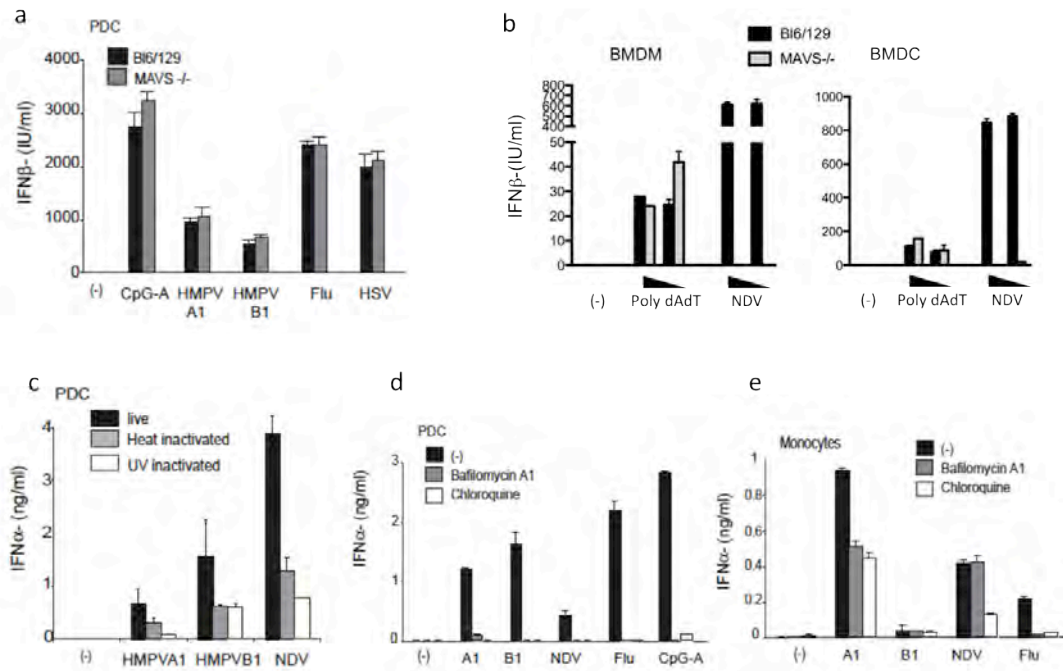 a
PDC
Bl6/129
MAVS -/-
IFNβ- (IU/ml)
4000
3000
2000
1000
0
(-) CpG-A HMPV A1 HMPV B1 Flu HSV
b
BMDM
Bl6/129
MAVS-/-
BMDC
IFNβ- (IU/ml)
800
700
600
500
400
50
40
30
20
10
0
(-) Poly dAdT NDV
1000
800
600
400
200
0
(-) Poly dAdT NDV
c
PDC
live
Heat inactivated
UV inactivated
IFNα- (ng/ml)
4
3
2
1
0
(-) HMPVA1 HMPVB1 NDV
d
PDC
(-)
Bafilomycin A1
Chloroquine
IFNα- (ng/ml)
3
2
1
0
(-) A1 B1 NDV Flu CpG-A
e
Monocytes
(-)
Bafilomycin A1
Chloroquine
IFNα- (ng/ml)
1
0.8
0.6
0.4
0.2
0
(-) A1 B1 NDV Flu